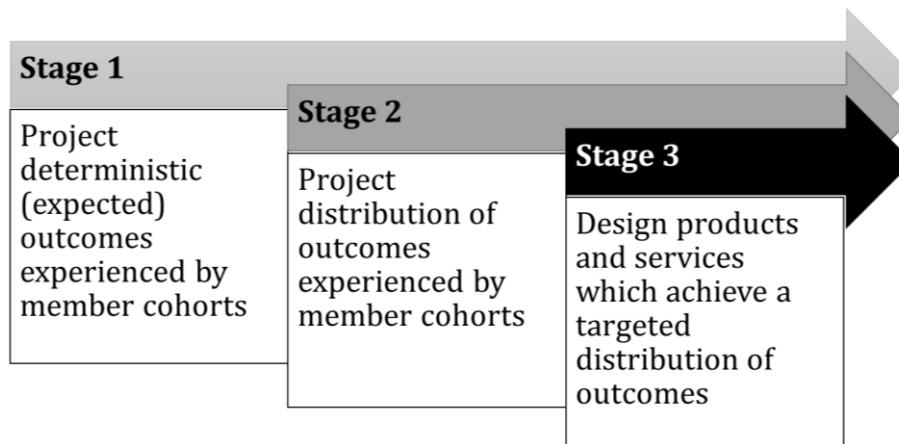 Stage 1
Project
deterministic
(expected)
outcomes
experienced by
member cohorts
Stage 2
Project
distribution of
outcomes
experienced by
member cohorts
Stage 3
Design products
and services
which achieve a
targeted
distribution of
outcomes